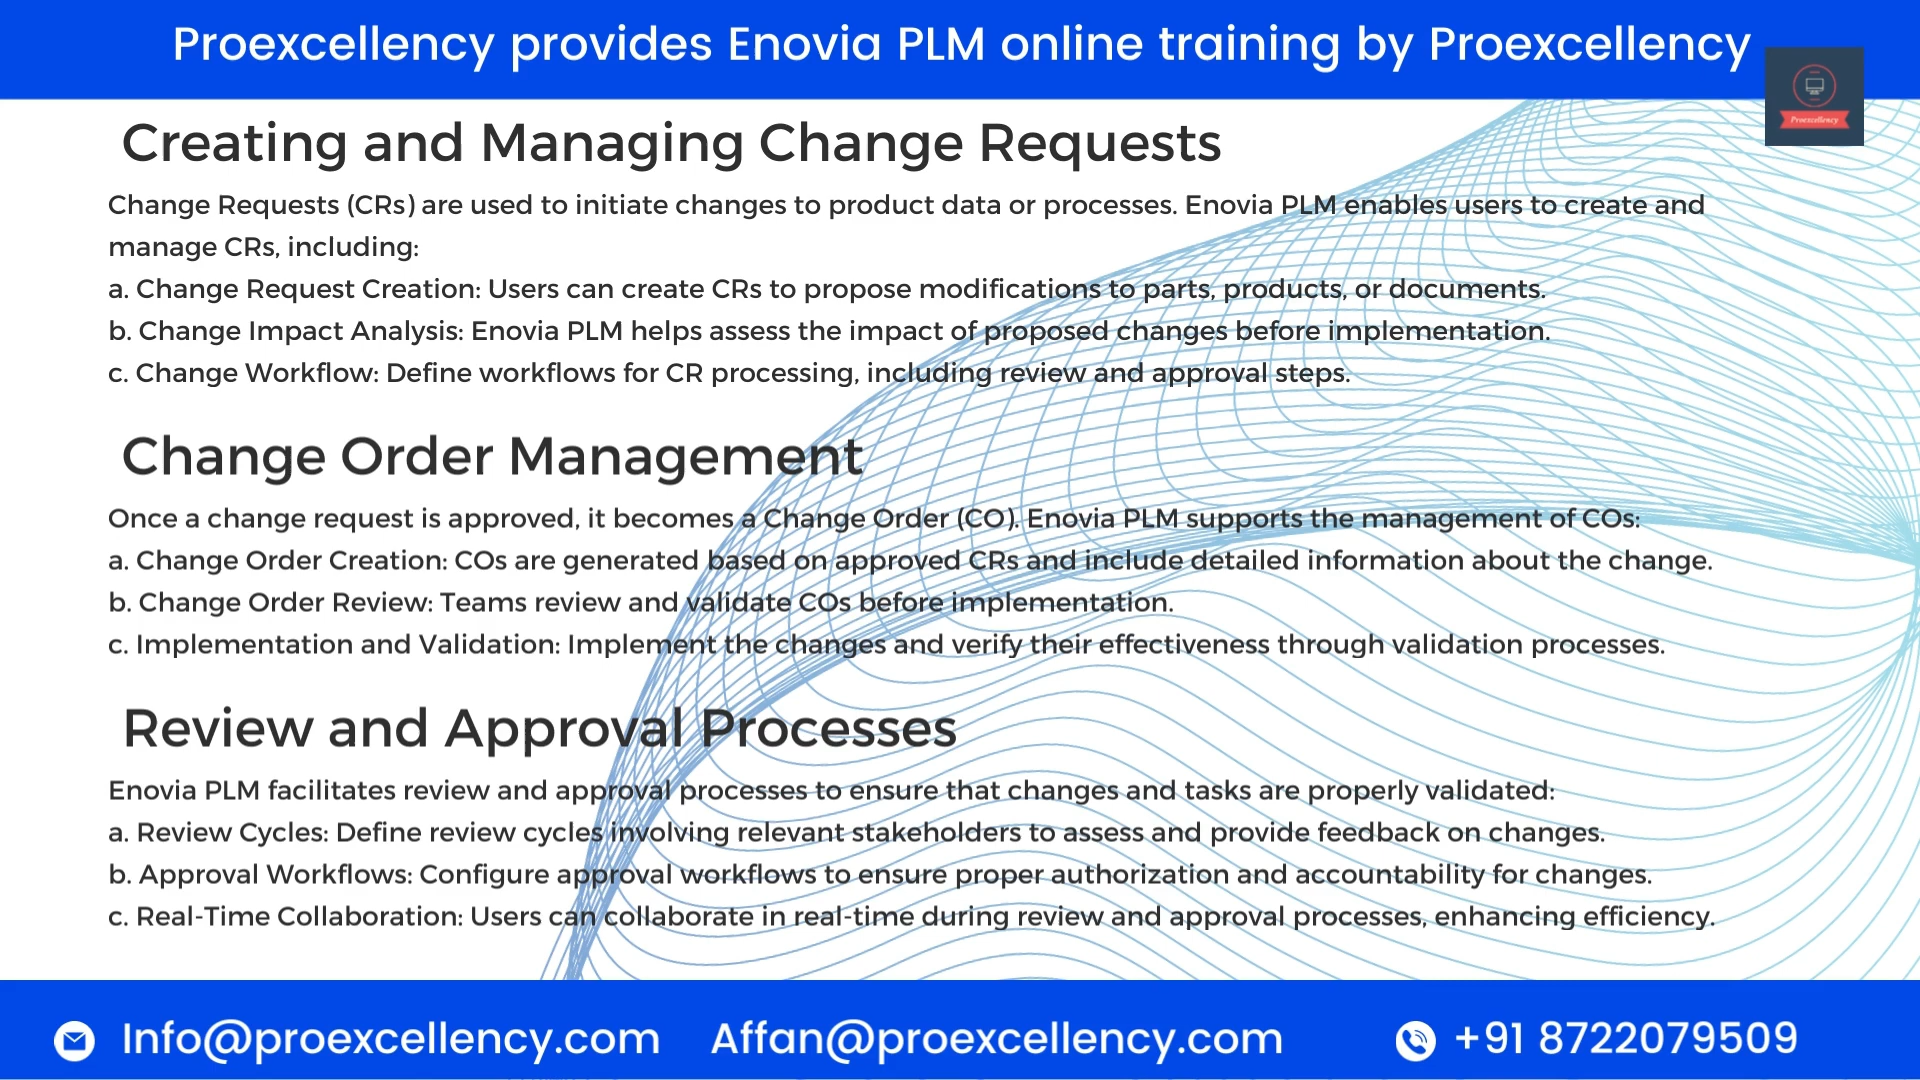 Proexcellency provides Enovia PLM online training by Proexcellency
Proexcellency
Creating and Managing Change Requests
Change Requests (CRs) are used to initiate changes to product data or processes. Enovia PLM enables users to create and
manage CRs, including:
a. Change Request Creation: Users can create CRs to propose modifications to parts, products, or documents.
b. Change Impact Analysis: Enovia PLM helps assess the impact of proposed changes before implementation.
c. Change Workflow: Define workflows for CR processing, including review and approval steps.
Change Order Management
Once a change request is approved, it becomes a Change Order (CO). Enovia PLM supports the management of COs:
a. Change Order Creation: COs are generated based on approved CRs and include detailed information about the change.
b. Change Order Review: Teams review and validate COs before implementation.
c. Implementation and Validation: Implement the changes and verify their effectiveness through validation processes.
Review and Approval Processes
Enovia PLM facilitates review and approval processes to ensure that changes and tasks are properly validated:
a. Review Cycles: Define review cycles involving relevant stakeholders to assess and provide feedback on changes.
b. Approval Workflows: Configure approval workflows to ensure proper authorization and accountability for changes.
c. Real-Time Collaboration: Users can collaborate in real-time during review and approval processes, enhancing efficiency.
Info@proexcellency.com Affan@proexcellency.com +91 8722079509